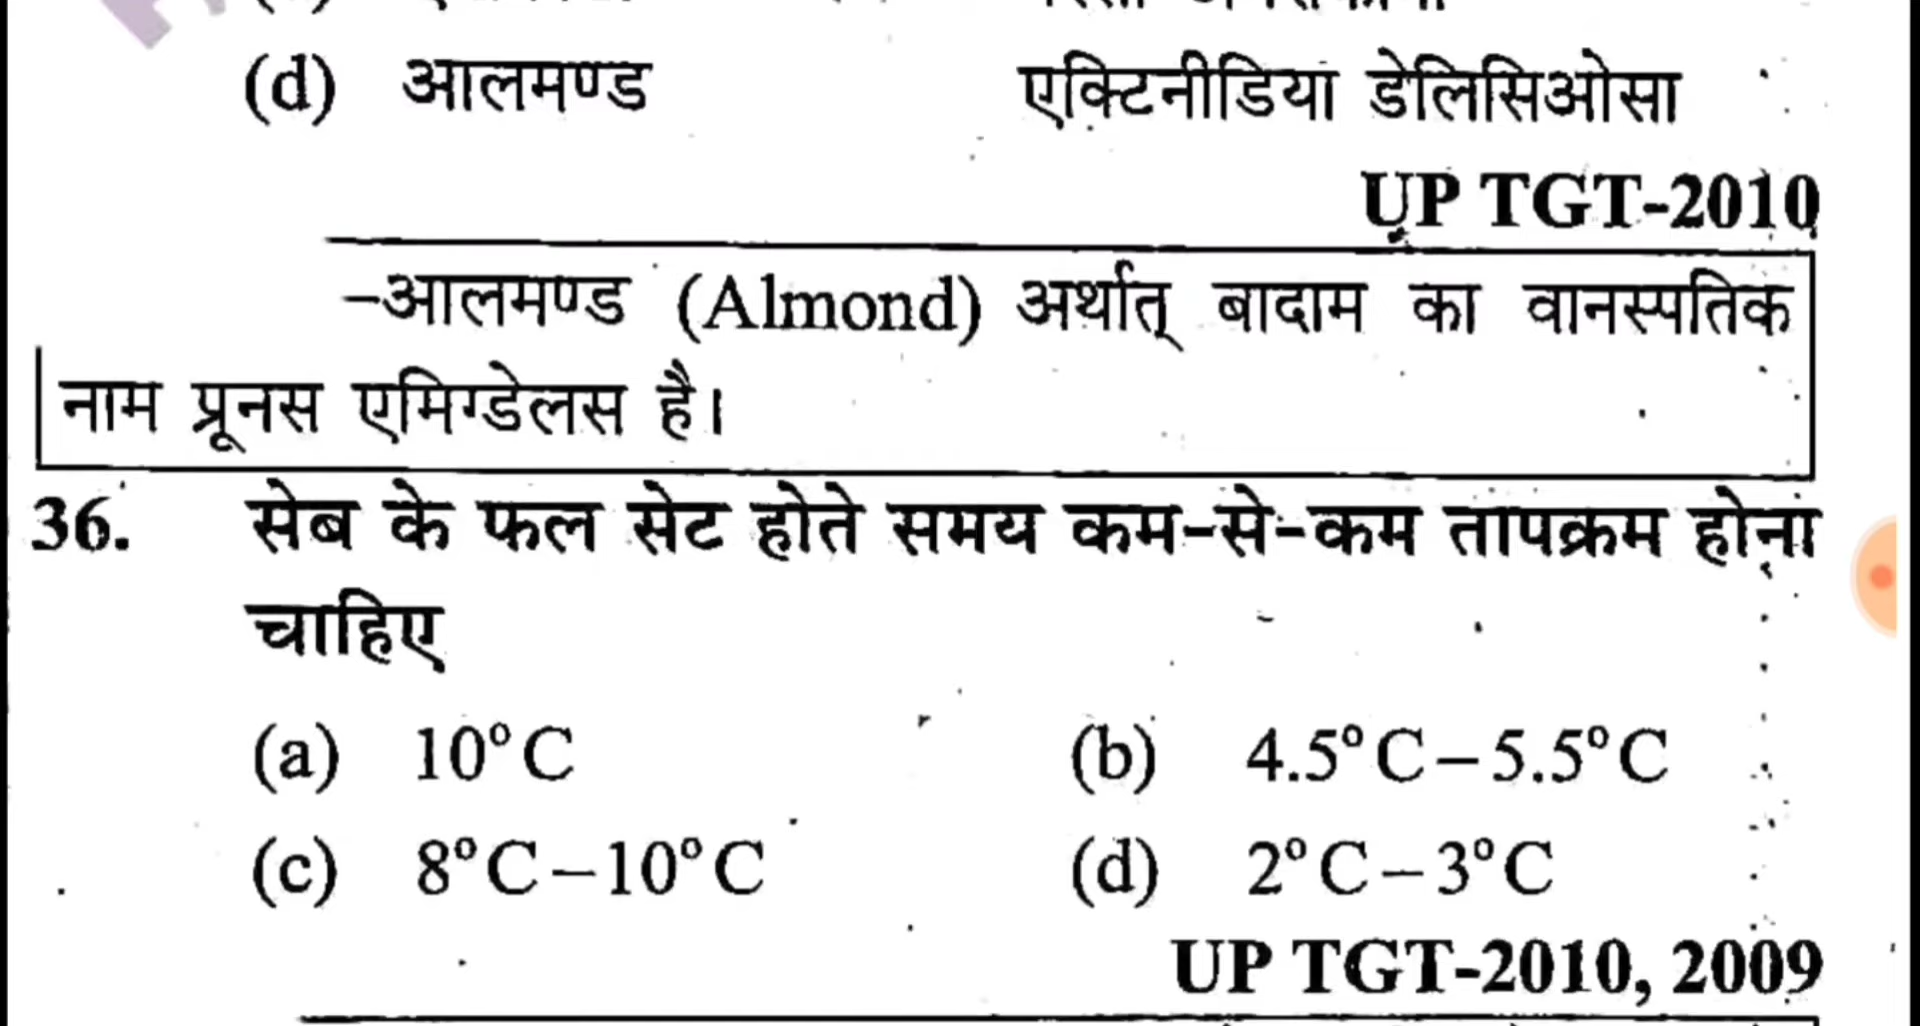 (d) आलमण्ड एक्टिनीडिया डेलिसिओसा
UP TGT-2010
–आलमण्ड (Almond) अर्थात् बादाम का वानस्पतिक
नाम प्रूनस एमिग्डेलस है।
36. सेब के फल सेट होते समय कम-से-कम तापक्रम होना
चाहिए
(a) 10°C (b) 4.5°C–5.5°C
(c) 8°C–10°C (d) 2°C–3°C
UP TGT-2010, 2009